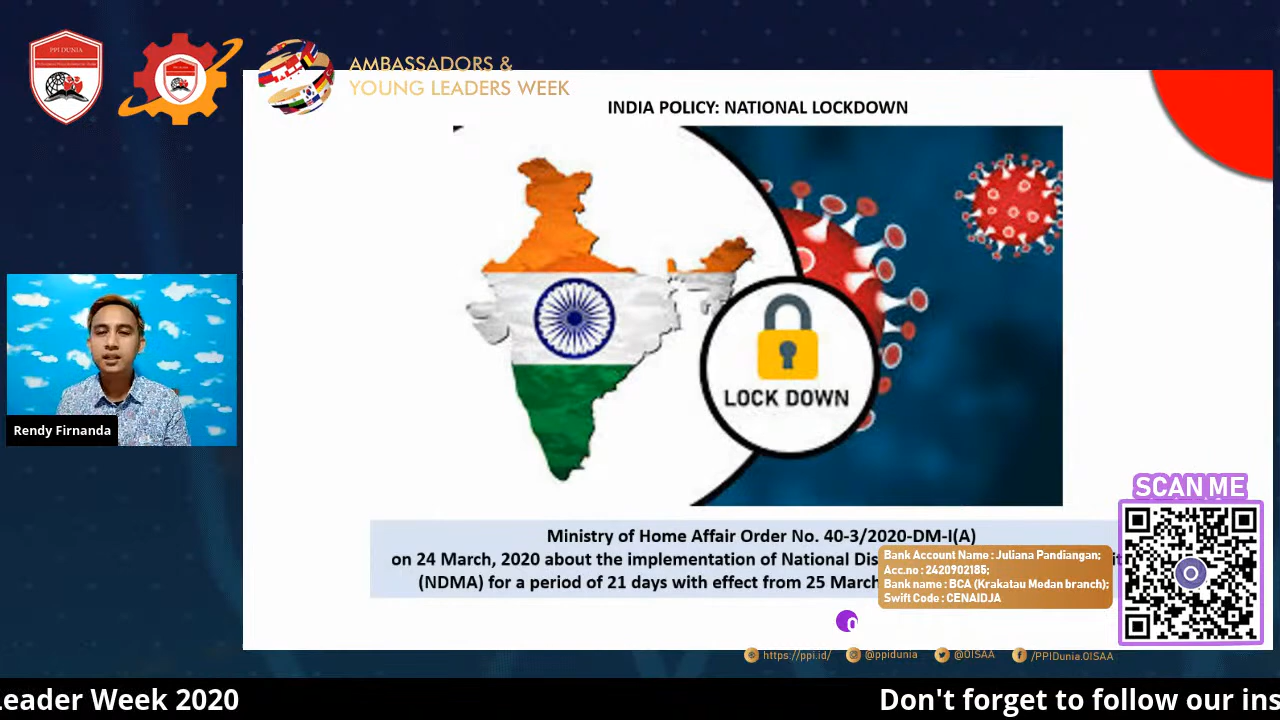 PPI DUNIA
AMBASSADORS &
YOUNG LEADERS WEEK
INDIA POLICY: NATIONAL LOCKDOWN
LOCK DOWN
Rendy Firnanda
Ministry of Home Affair Order No. 40-3/2020-DM-I(A)
on 24 March, 2020 about the implementation of National Dis
(NDMA) for a period of 21 days with effect from 25 March
SCAN ME
Bank Account Name : Juliana Pandiangan;
Acc.no : 2420902185;
Bank name : BCA (Krakatau Medan branch);
Swift Code : CENAIDJA
https://ppi.id/ @ppidunia @OISAA /PPIDunia.OISAA
Leader Week 2020 Don't forget to follow our ins